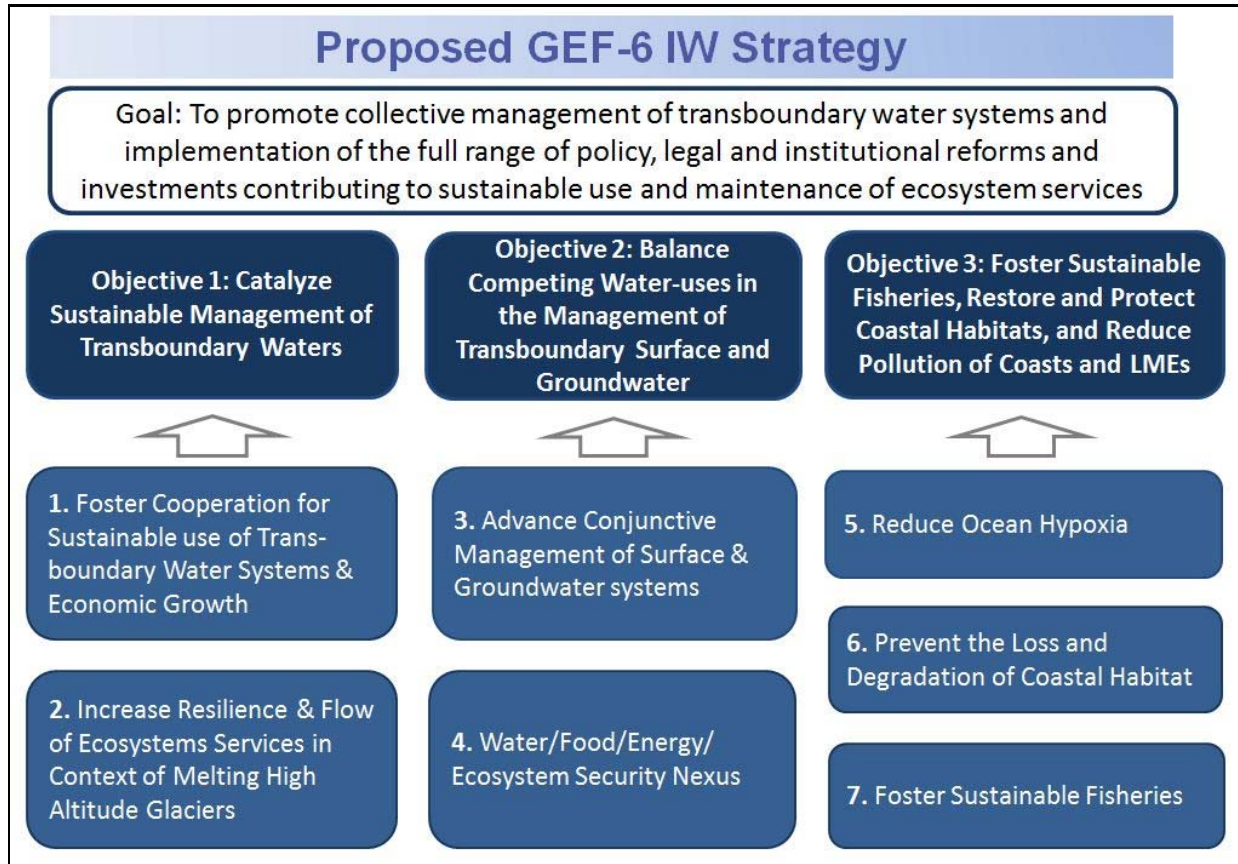 Proposed GEF-6 IW Strategy
Goal: To promote collective management of transboundary water systems and
implementation of the full range of policy, legal and institutional reforms and
investments contributing to sustainable use and maintenance of ecosystem services
Objective 1: Catalyze
Sustainable Management of
Transboundary Waters
Objective 2: Balance
Competing Water-uses in
the Management of
Transboundary Surface and
Groundwater
Objective 3: Foster Sustainable
Fisheries, Restore and Protect
Coastal Habitats, and Reduce
Pollution of Coasts and LMEs
1. Foster Cooperation for
Sustainable use of Trans-
boundary Water Systems &
Economic Growth
2. Increase Resilience & Flow
of Ecosystems Services in
Context of Melting High
Altitude Glaciers
3. Advance Conjunctive
Management of Surface &
Groundwater systems
4. Water/Food/Energy/
Ecosystem Security Nexus
5. Reduce Ocean Hypoxia
6. Prevent the Loss and
Degradation of Coastal Habitat
7. Foster Sustainable Fisheries